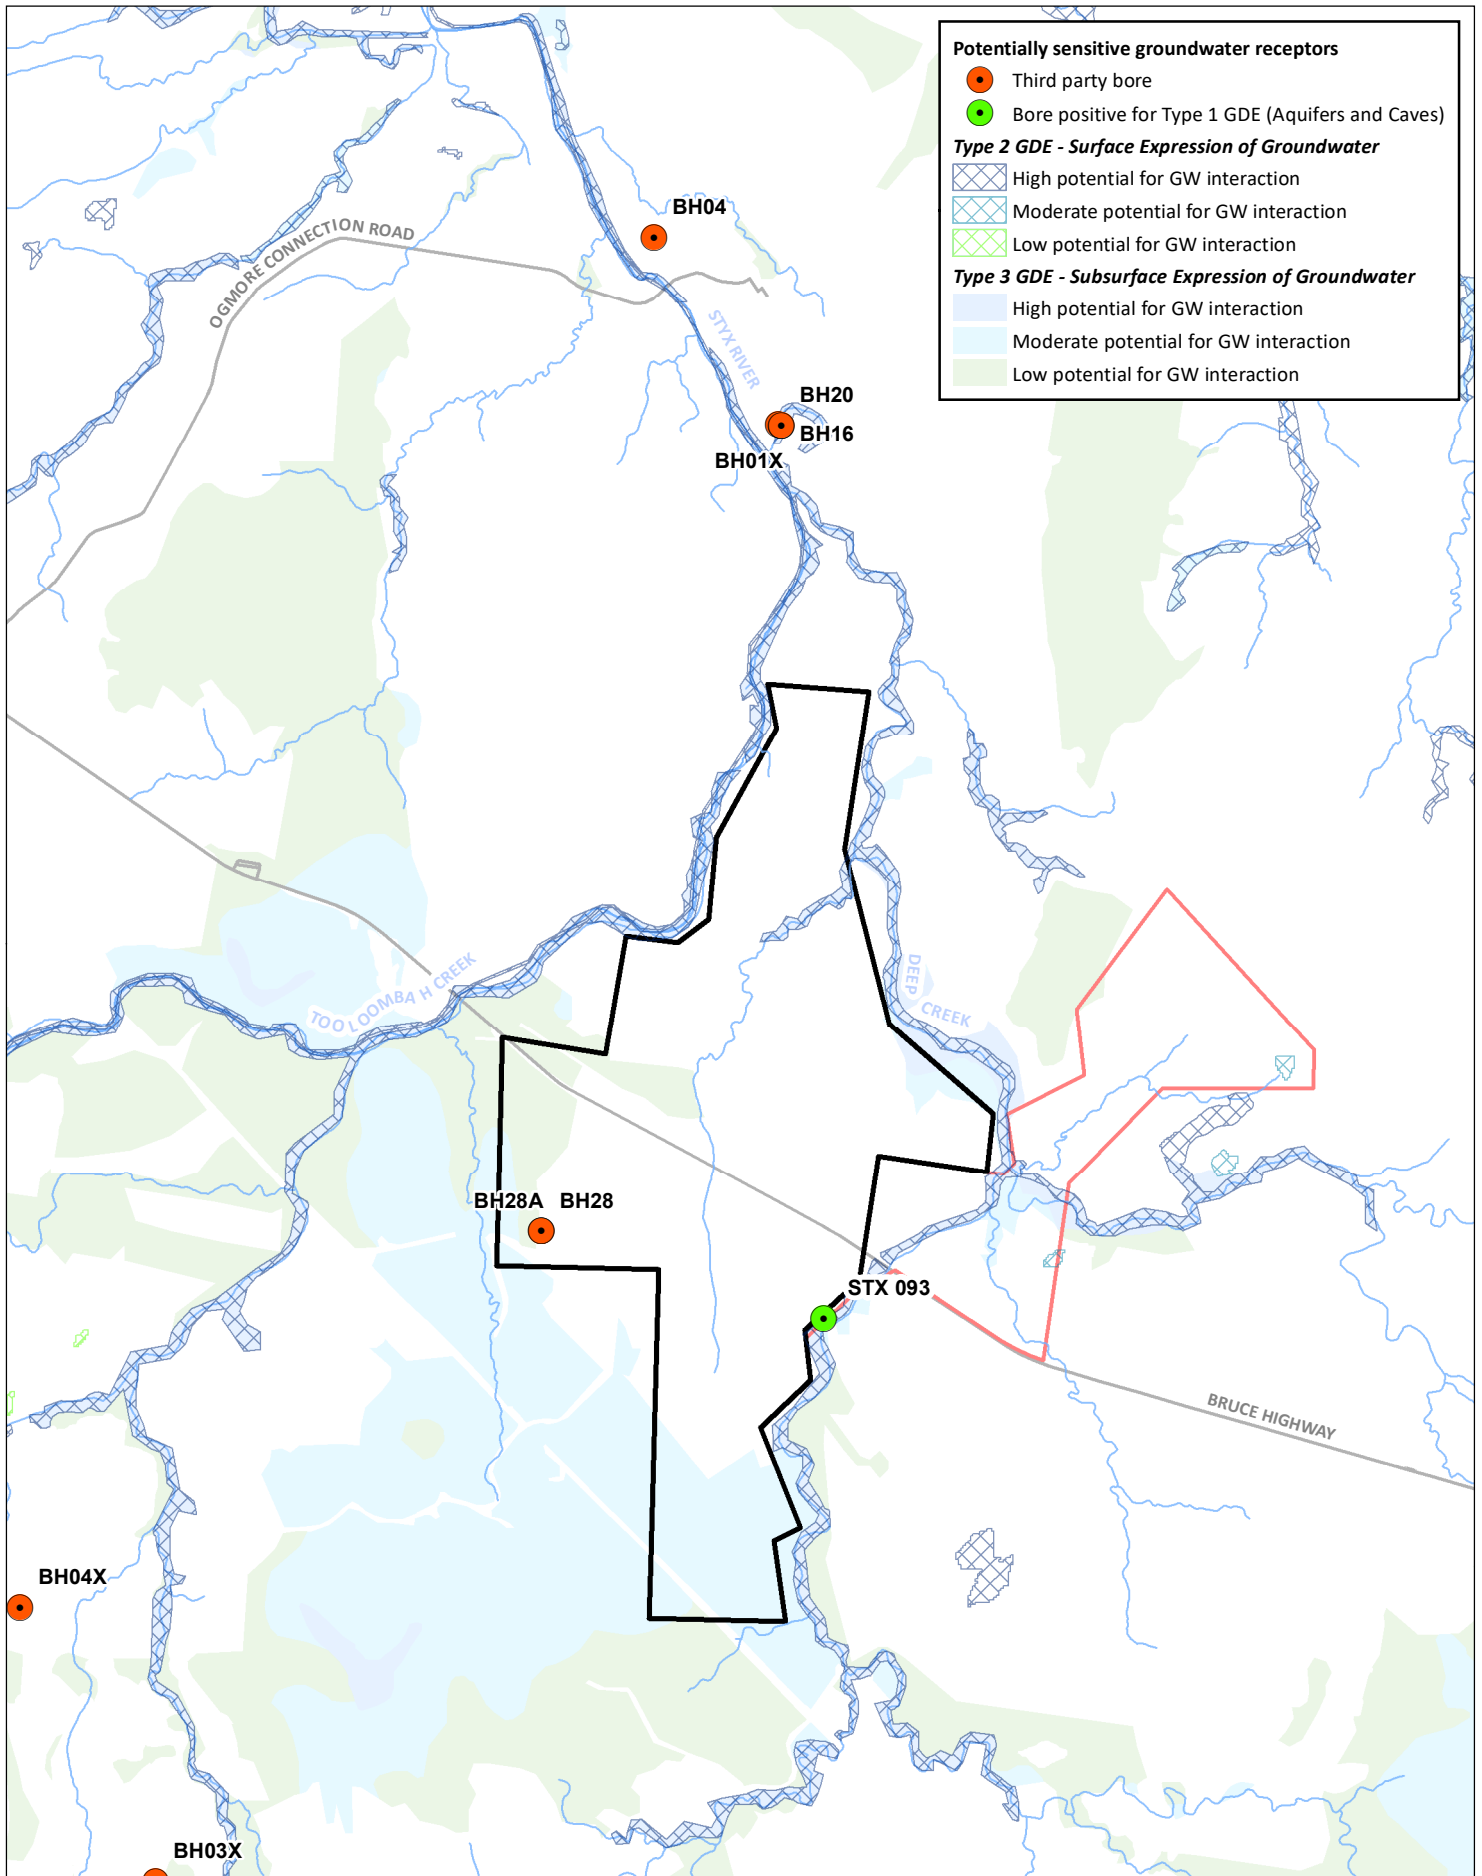 Potentially sensitive groundwater receptors
Third party bore
Bore positive for Type 1 GDE (Aquifers and Caves)
Type 2 GDE - Surface Expression of Groundwater
High potential for GW interaction
Moderate potential for GW interaction
Low potential for GW interaction
Type 3 GDE - Subsurface Expression of Groundwater
High potential for GW interaction
Moderate potential for GW interaction
Low potential for GW interaction
BH04
OGMORE CONNECTION ROAD
STYX RIVER
BH20
BH16
BH01X
TOOLOOMBAH CREEK
DEEP
CREEK
BH28A BH28
STX 093
BRUCE HIGHWAY
BH04X
BH03X